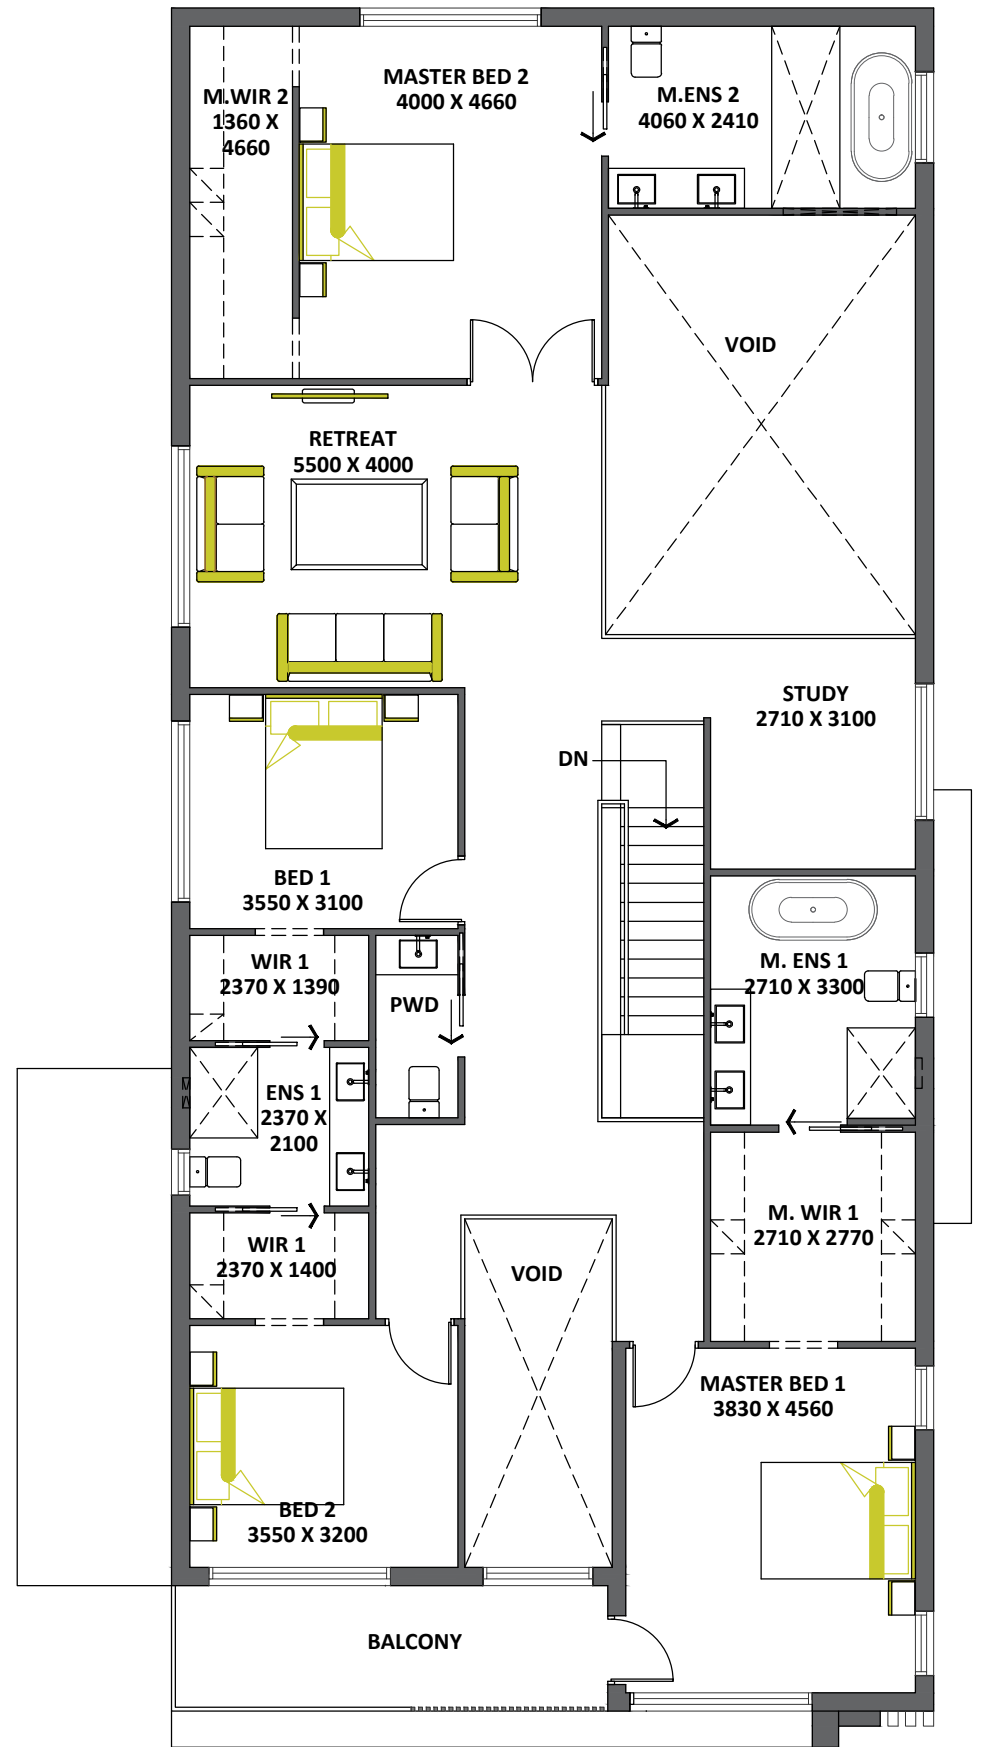 MASTER BED 2
4000 X 4660
M.WIR 2
1360 X
4660
M.ENS 2
4060 X 2410
VOID
RETREAT
5500 X 4000
STUDY
2710 X 3100
DN
BED 1
3550 X 3100
WIR 1
2370 X 1390
PWD
M. ENS 1
2710 X 3300
ENS 1
2370 X
2100
M. WIR 1
2710 X 2770
WIR 1
2370 X 1400
VOID
MASTER BED 1
3830 X 4560
BED 2
3550 X 3200
BALCONY